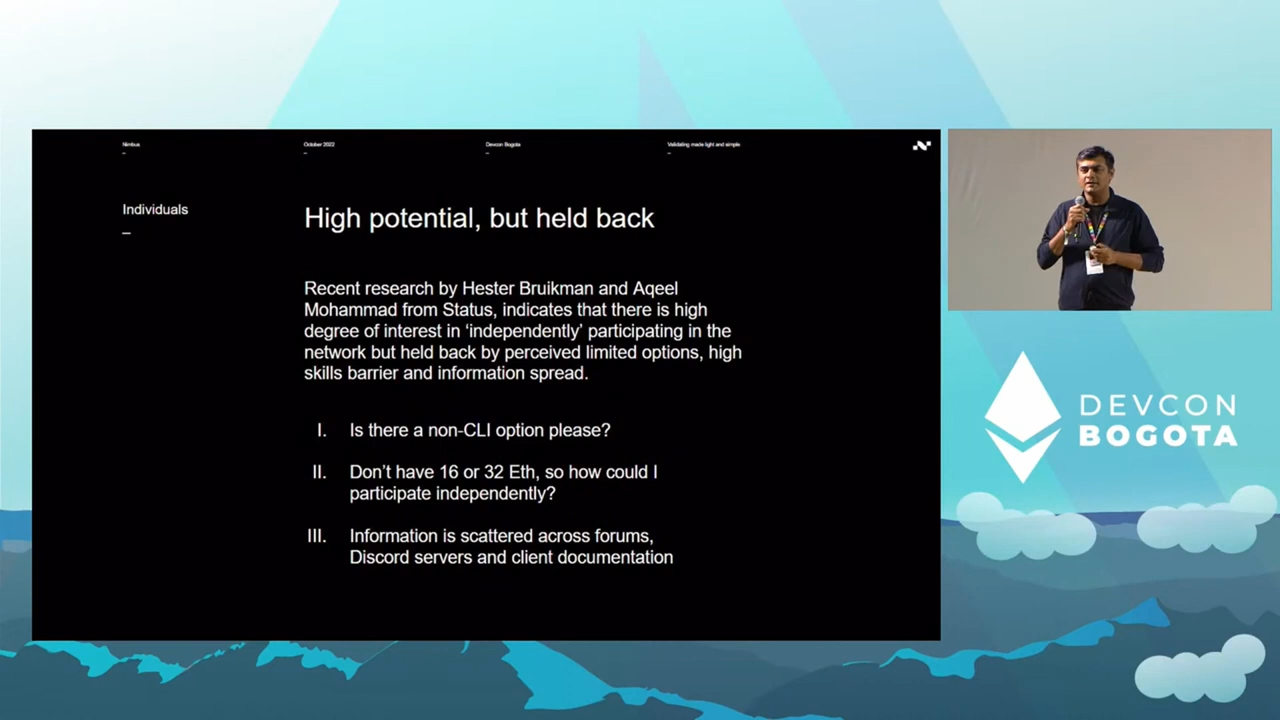 Nimbus
October 2022
Devcon Bogota
Validating made light and simple
Individuals
High potential, but held back
Recent research by Hester Bruikman and Aqeel
Mohammad from Status, indicates that there is high
degree of interest in ‘independently’ participating in the
network but held back by perceived limited options, high
skills barrier and information spread.
I. Is there a non-CLI option please?
II. Don’t have 16 or 32 Eth, so how could I
participate independently?
III. Information is scattered across forums,
Discord servers and client documentation
DEVCON
BOGOTA